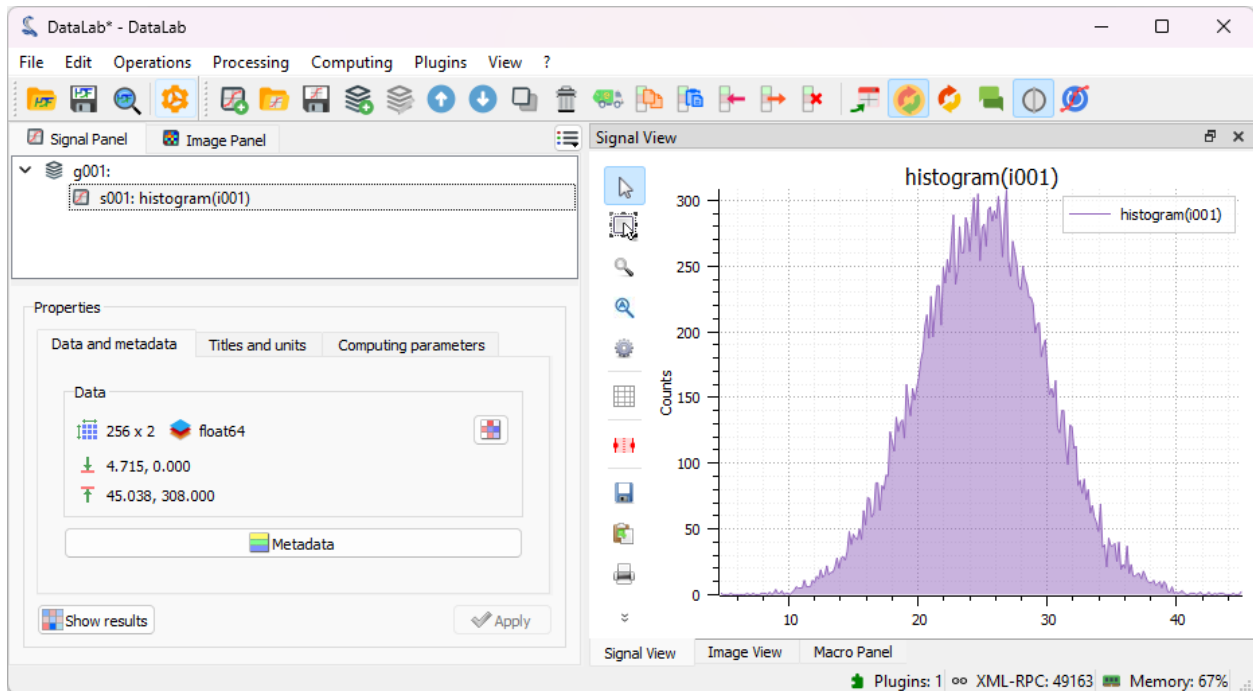 DataLab* - DataLab
File Edit Operations Processing Computing Plugins View ?
Signal Panel Image Panel
g001:
s001: histogram(i001)
Properties
Data and metadata Titles and units Computing parameters
Data
256 x 2 float64
4.715, 0.000
45.038, 308.000
Metadata
Show results Apply
Signal View
histogram(i001)
histogram(i001)
Counts
300
250
200
150
100
50
0
10 20 30 40
Signal View Image View Macro Panel
Plugins: 1 XML-RPC: 49163 Memory: 67%